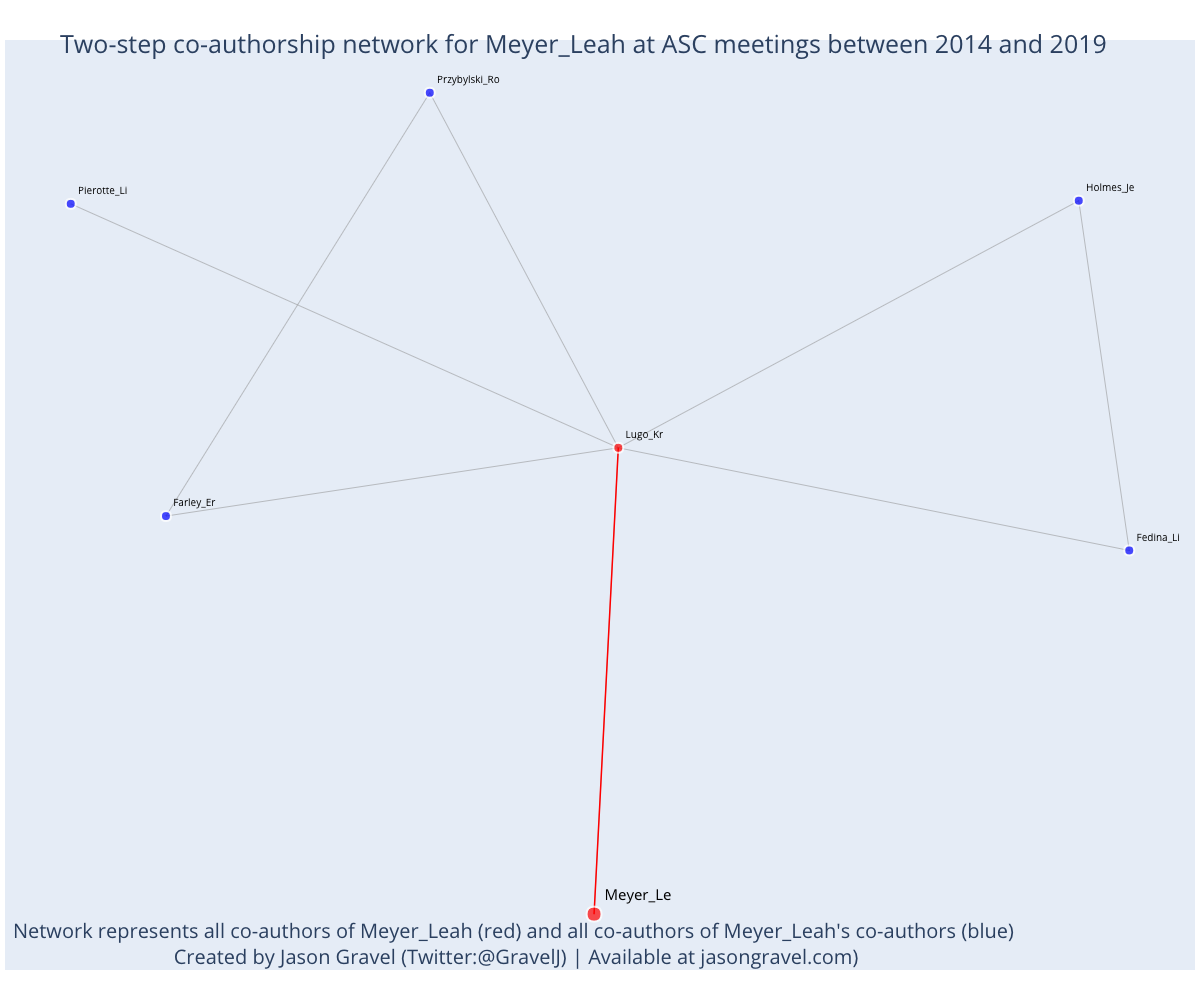 Two-step co-authorship network for Meyer_Leah at ASC meetings between 2014 and 2019
Przybylski_Ro
Pierotte_Li
Holmes_Je
Lugo_Kr
Farley_Er
Fedina_Li
Meyer_Le
Network represents all co-authors of Meyer_Leah (red) and all co-authors of Meyer_Leah's co-authors (blue)
Created by Jason Gravel (Twitter:@GravelJ) | Available at jasongravel.com)